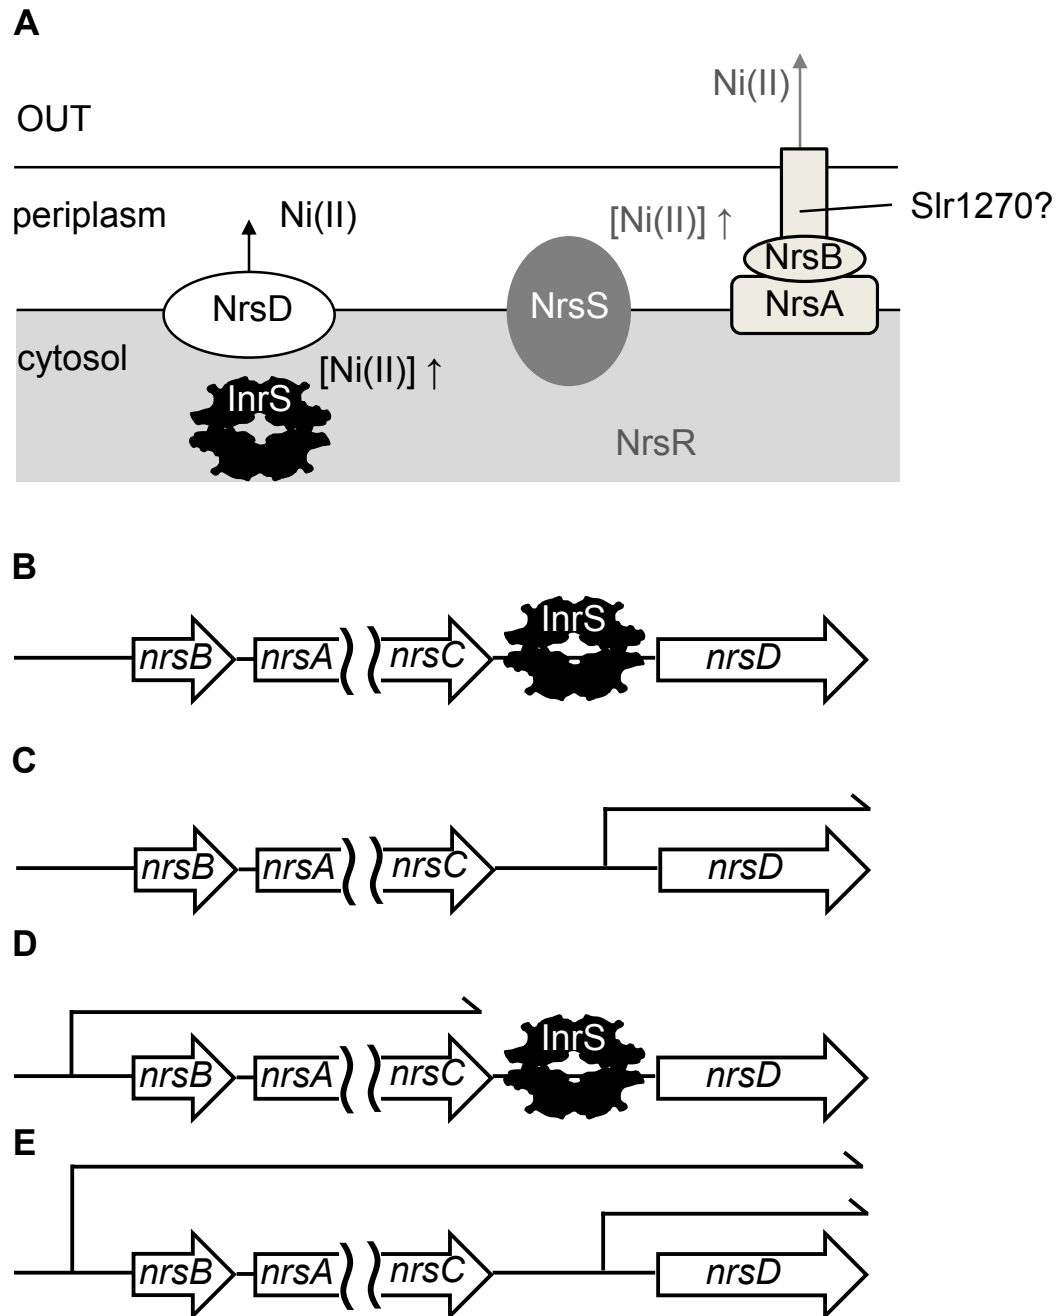 A
Ni(II)
OUT
periplasm
Ni(II)
[Ni(II)] ↑
Slr1270?
NrsB
NrsD
NrsS
NrsA
cytosol
[Ni(II)] ↑
InrS
NrsR
B
InrS
nrsB
nrsA
nrsC
nrsD
C
nrsB
nrsA
nrsC
nrsD
D
InrS
nrsB
nrsA
nrsC
nrsD
E
nrsB
nrsA
nrsC
nrsD